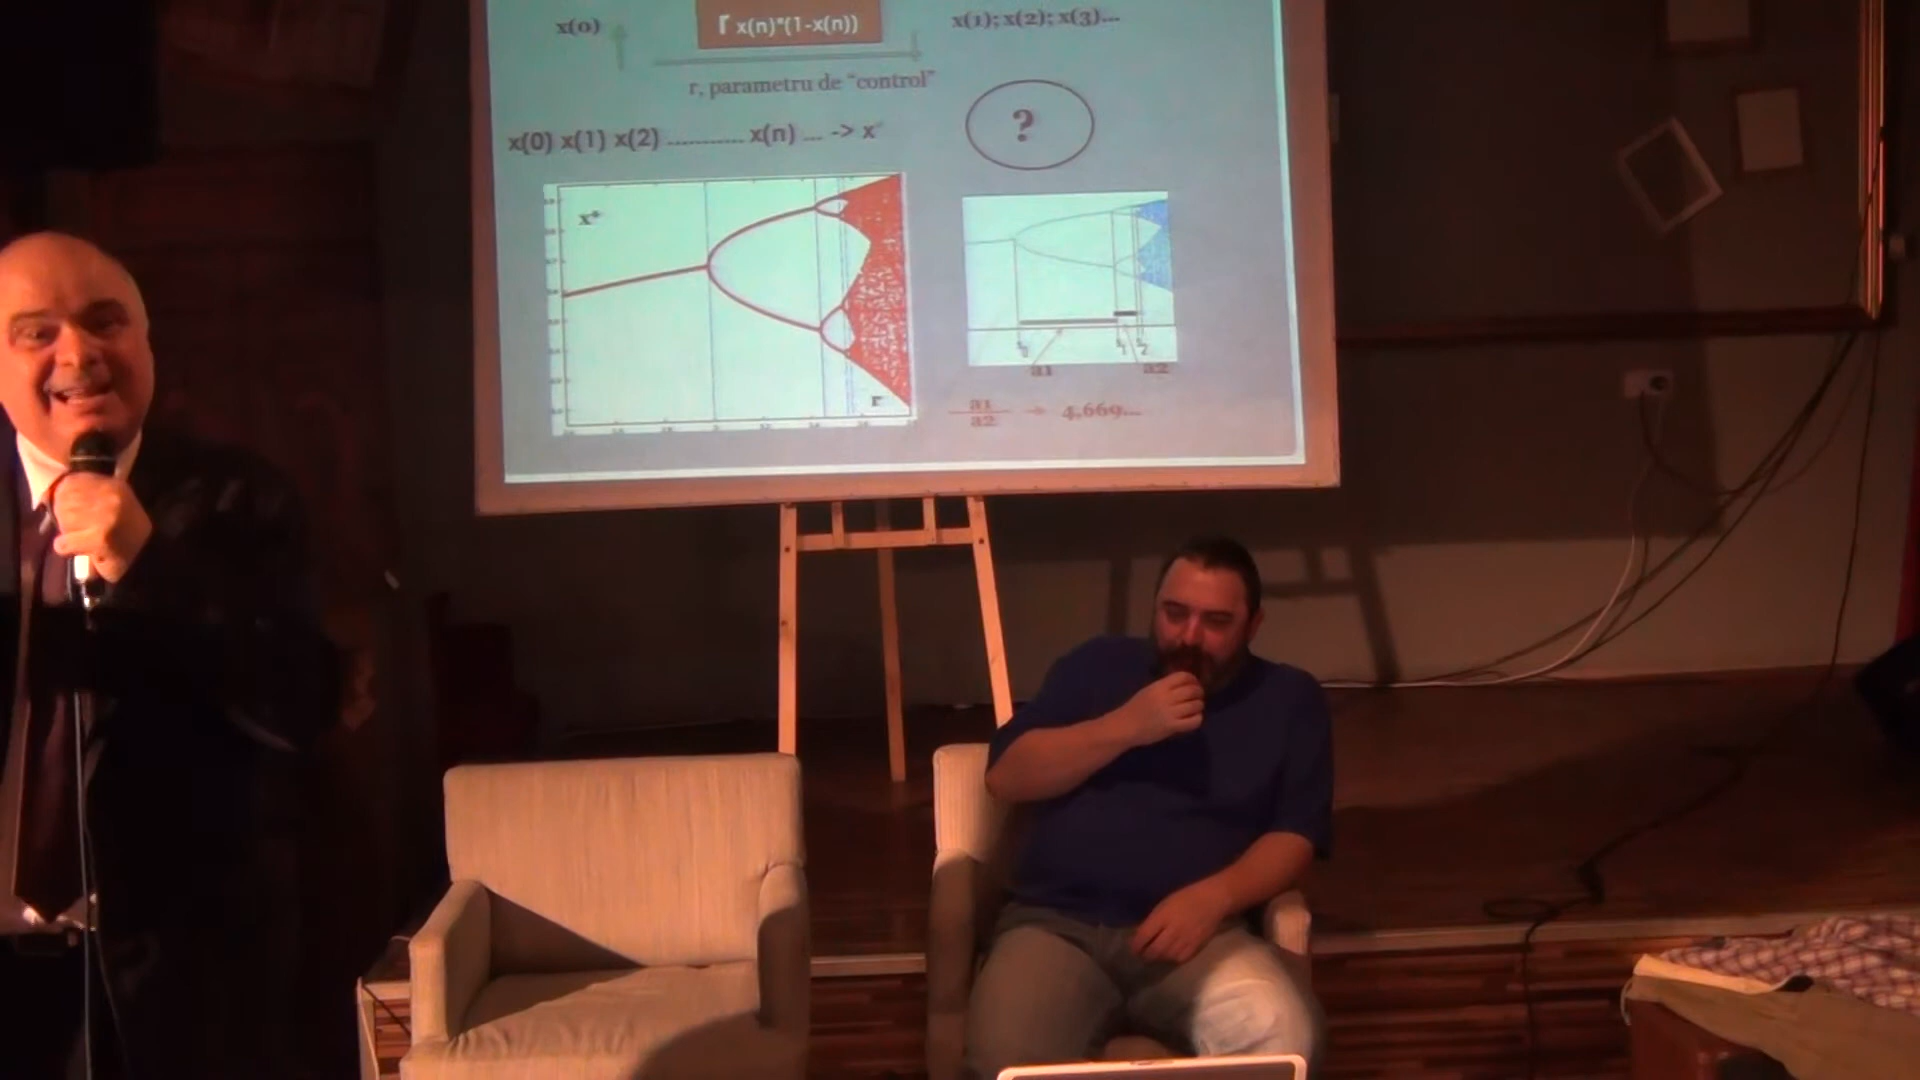 x(0)
r x(n)*(1-x(n))
x(1); x(2); x(3)...
r, parametru de "control"
x(0) x(1) x(2) ........... x(n) ... -> x*
?
x*
r
a1
a2
a1
a2
4,669...